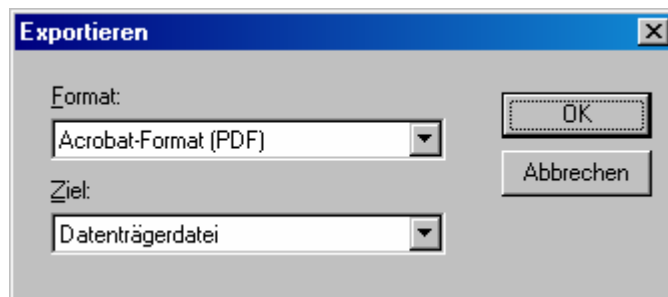 Exportieren
Format:
Acrobat-Format (PDF)
OK
Abbrechen
Ziel:
Datenträgerdatei